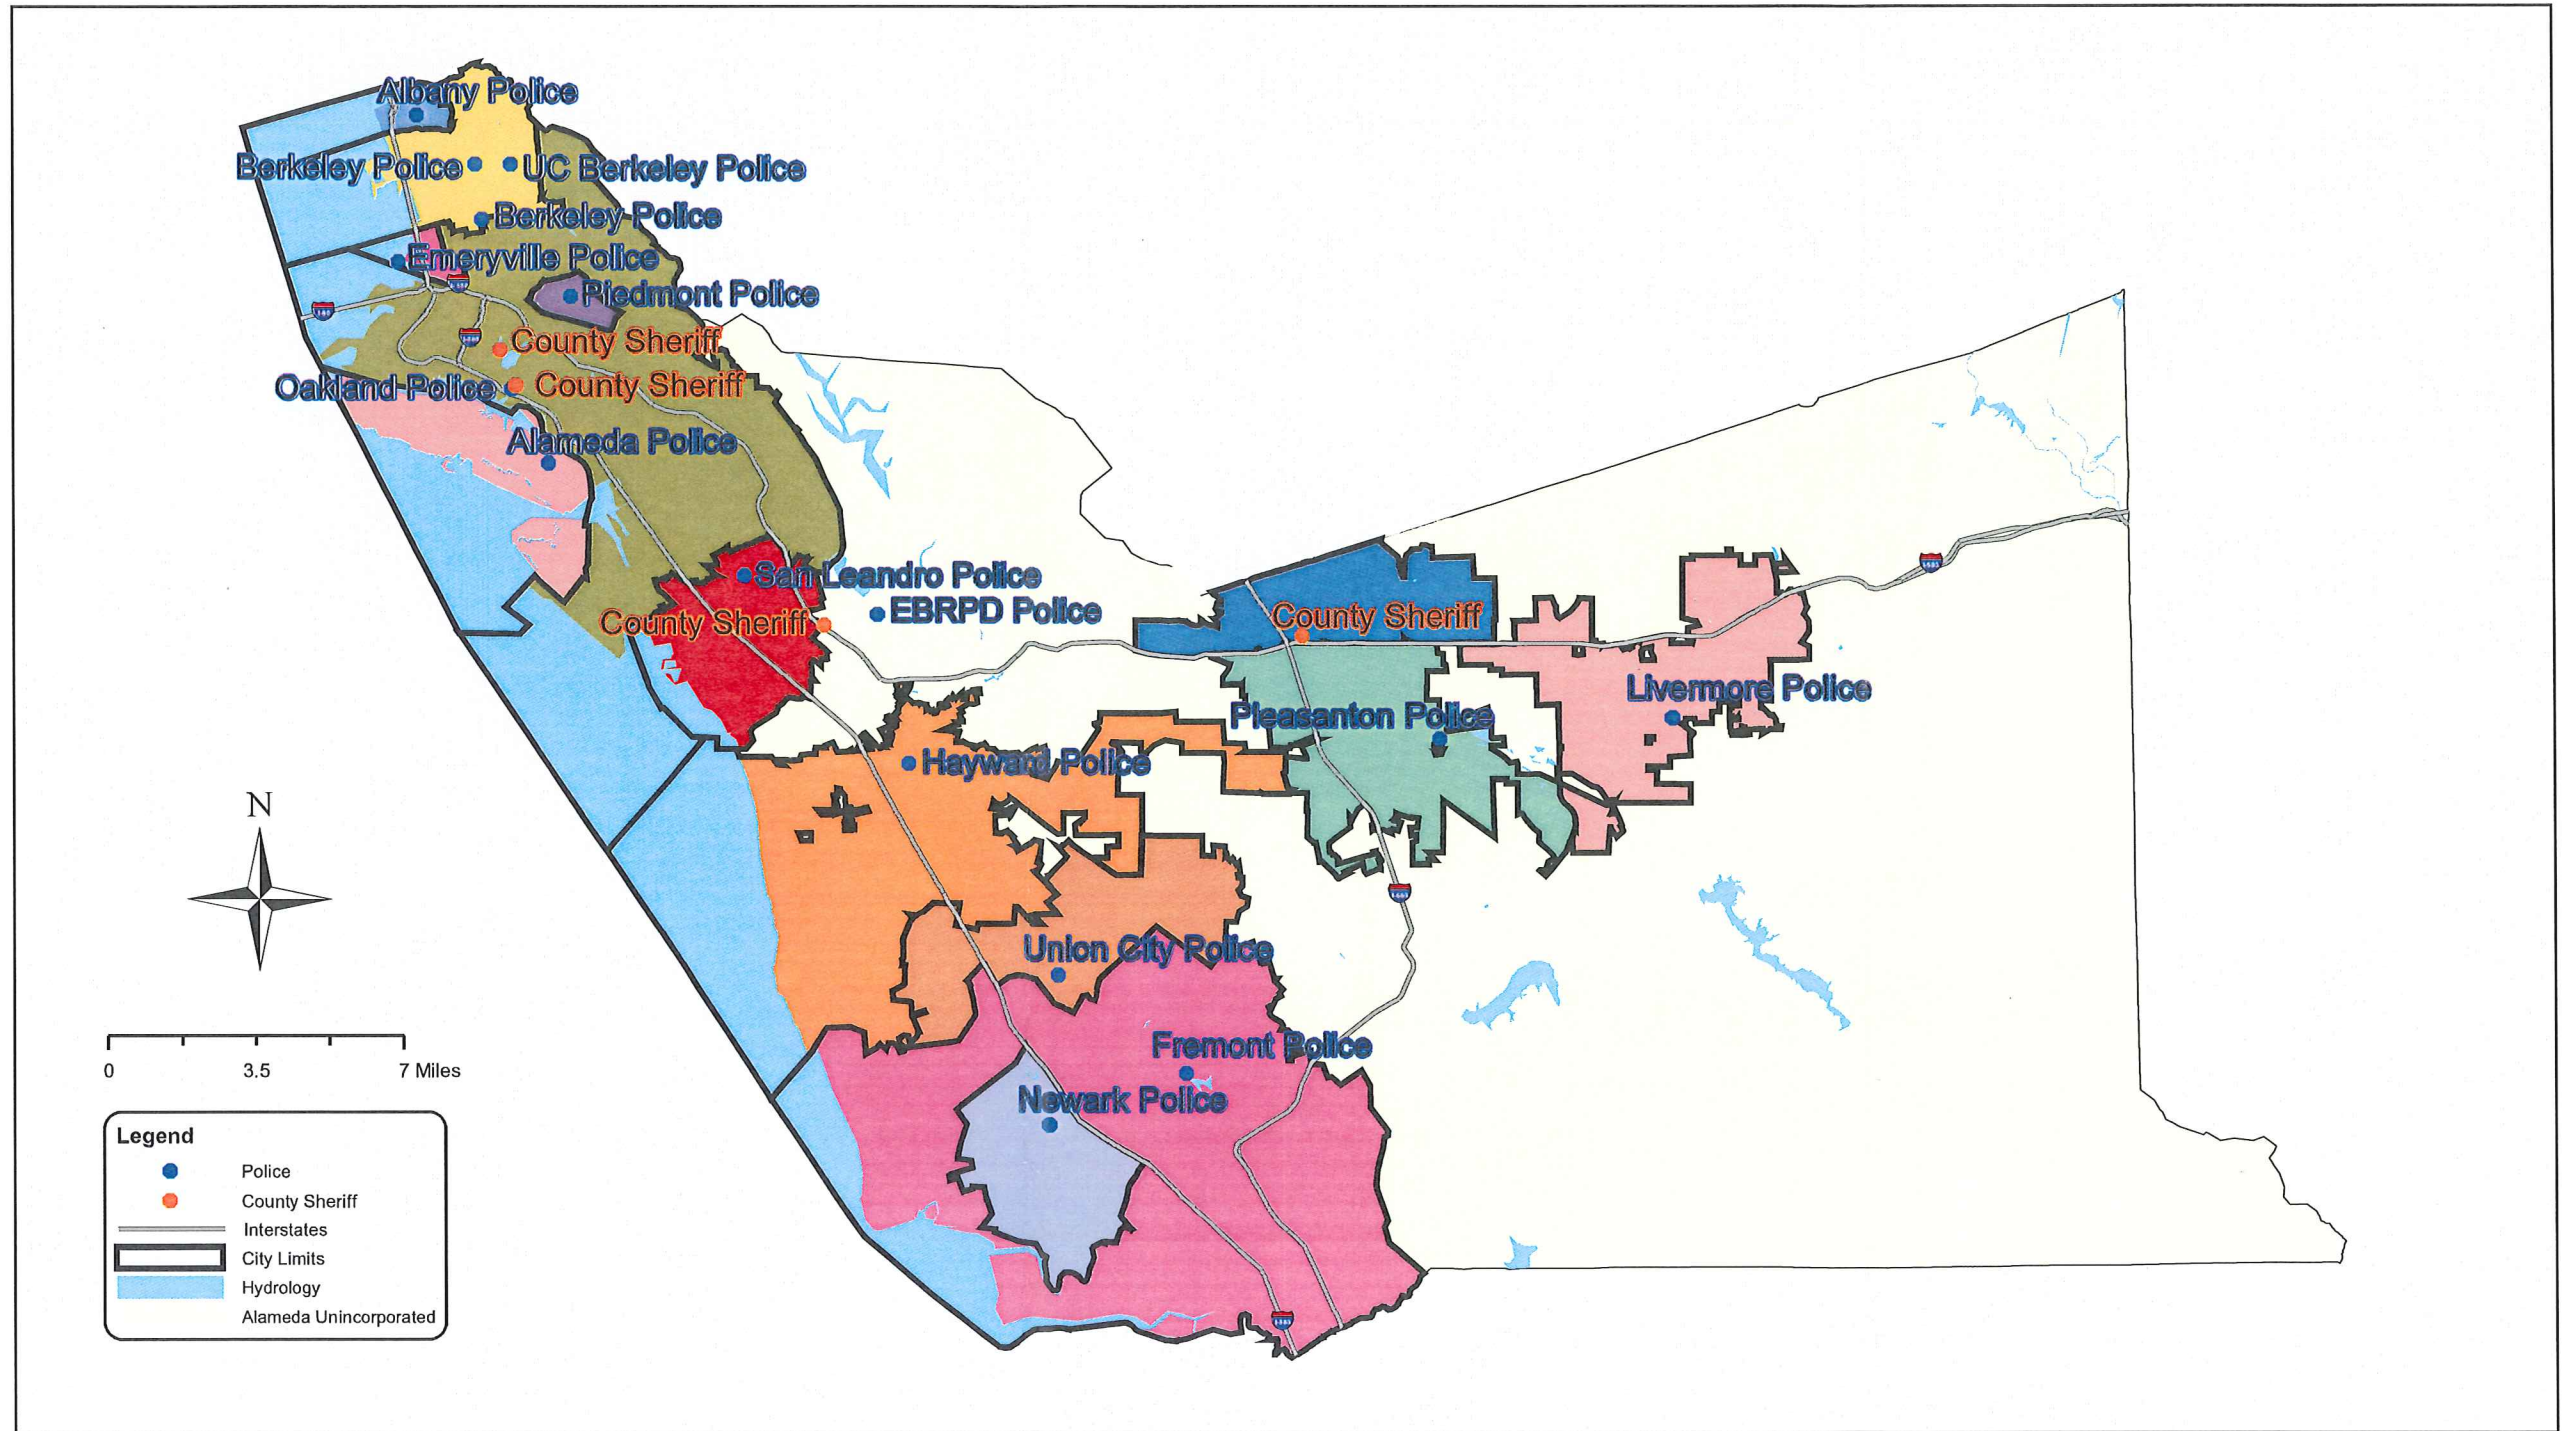 Albany Police
Berkeley Police
UC Berkeley Police
Berkeley Police
Emeryville Police
Piedmont Police
County Sheriff
Oakland Police
County Sheriff
Alameda Police
San Leandro Police
EBRPD Police
County Sheriff
County Sheriff
Livermore Police
Pleasanton Police
Hayward Police
N
Union City Police
Fremont Police
Newark Police
0
3.5
7 Miles
Legend
Police
County Sheriff
Interstates
City Limits
Hydrology
Alameda Unincorporated